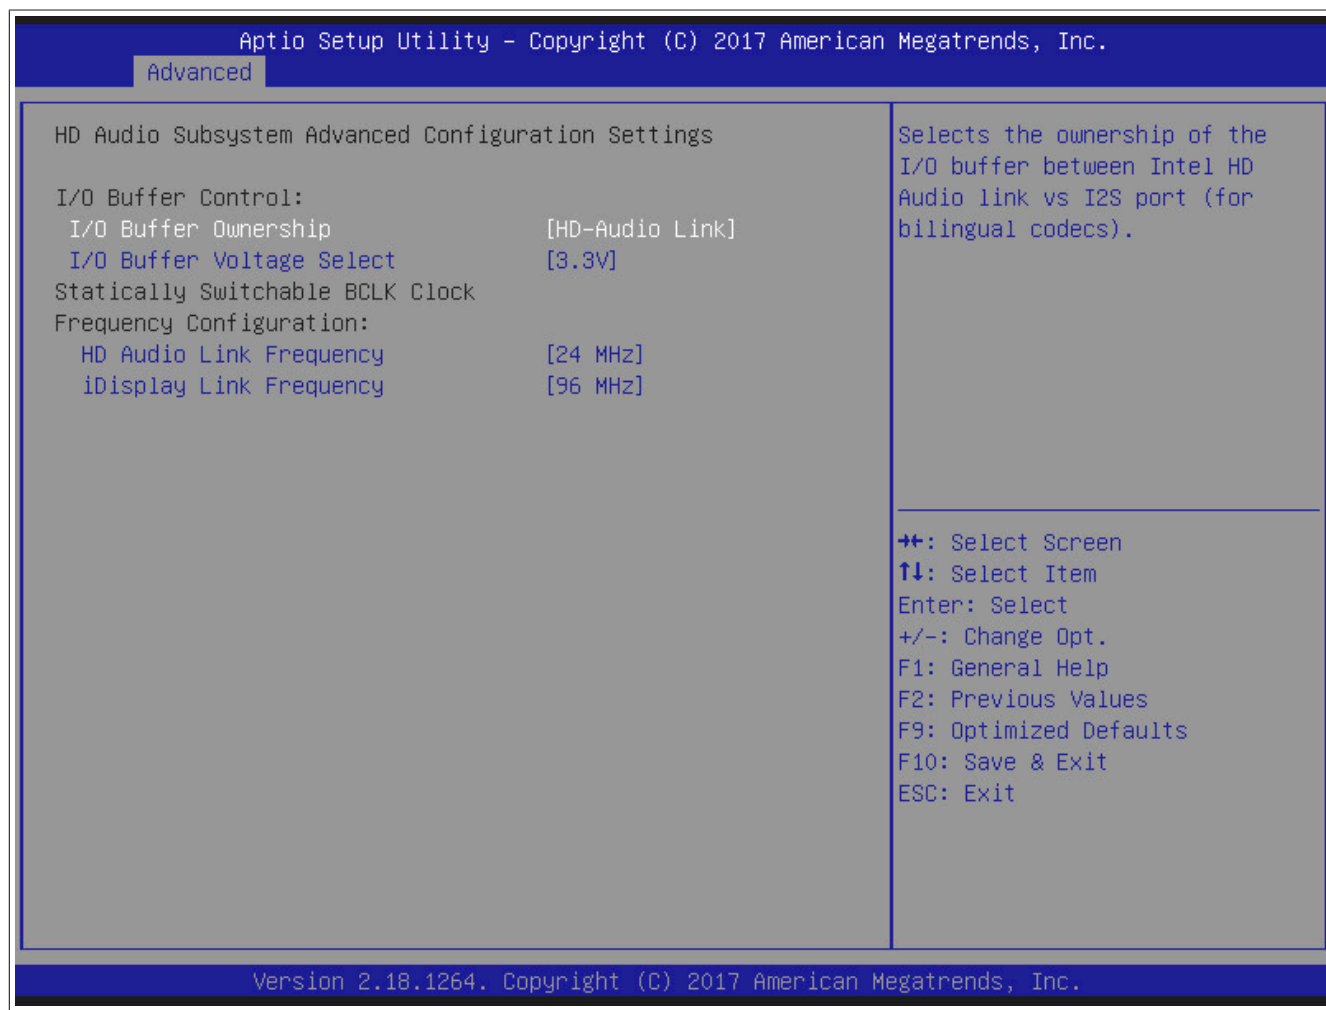 Aptio Setup Utility – Copyright (C) 2017 American Megatrends, Inc.
Advanced
HD Audio Subsystem Advanced Configuration Settings
I/O Buffer Control:
I/O Buffer Ownership [HD-Audio Link]
I/O Buffer Voltage Select [3.3V]
Statically Switchable BCLK Clock
Frequency Configuration:
HD Audio Link Frequency [24 MHz]
iDisplay Link Frequency [96 MHz]
Selects the ownership of the
I/O buffer between Intel HD
Audio link vs I2S port (for
bilingual codecs).
→←: Select Screen
↑↓: Select Item
Enter: Select
+/-: Change Opt.
F1: General Help
F2: Previous Values
F9: Optimized Defaults
F10: Save & Exit
ESC: Exit
Version 2.18.1264. Copyright (C) 2017 American Megatrends, Inc.